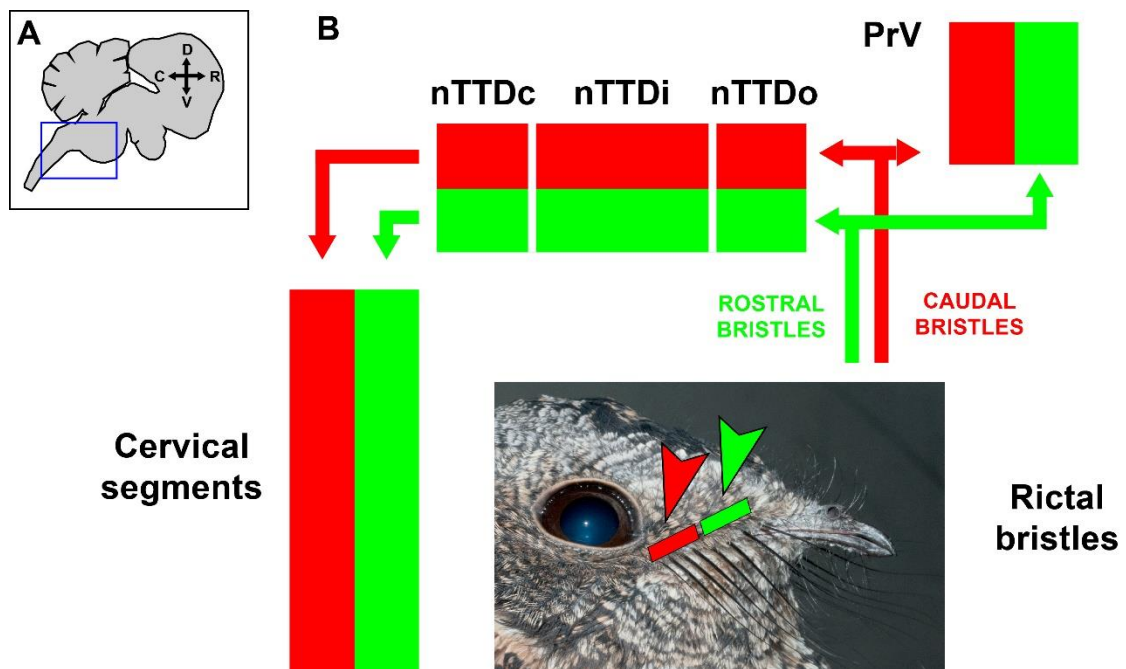 A
D
C
R
V
B
PrV
nTTDc
nTTDi
nTTDo
ROSTRAL
BRISTLES
CAUDAL
BRISTLES
Cervical
segments
Rictal
bristles